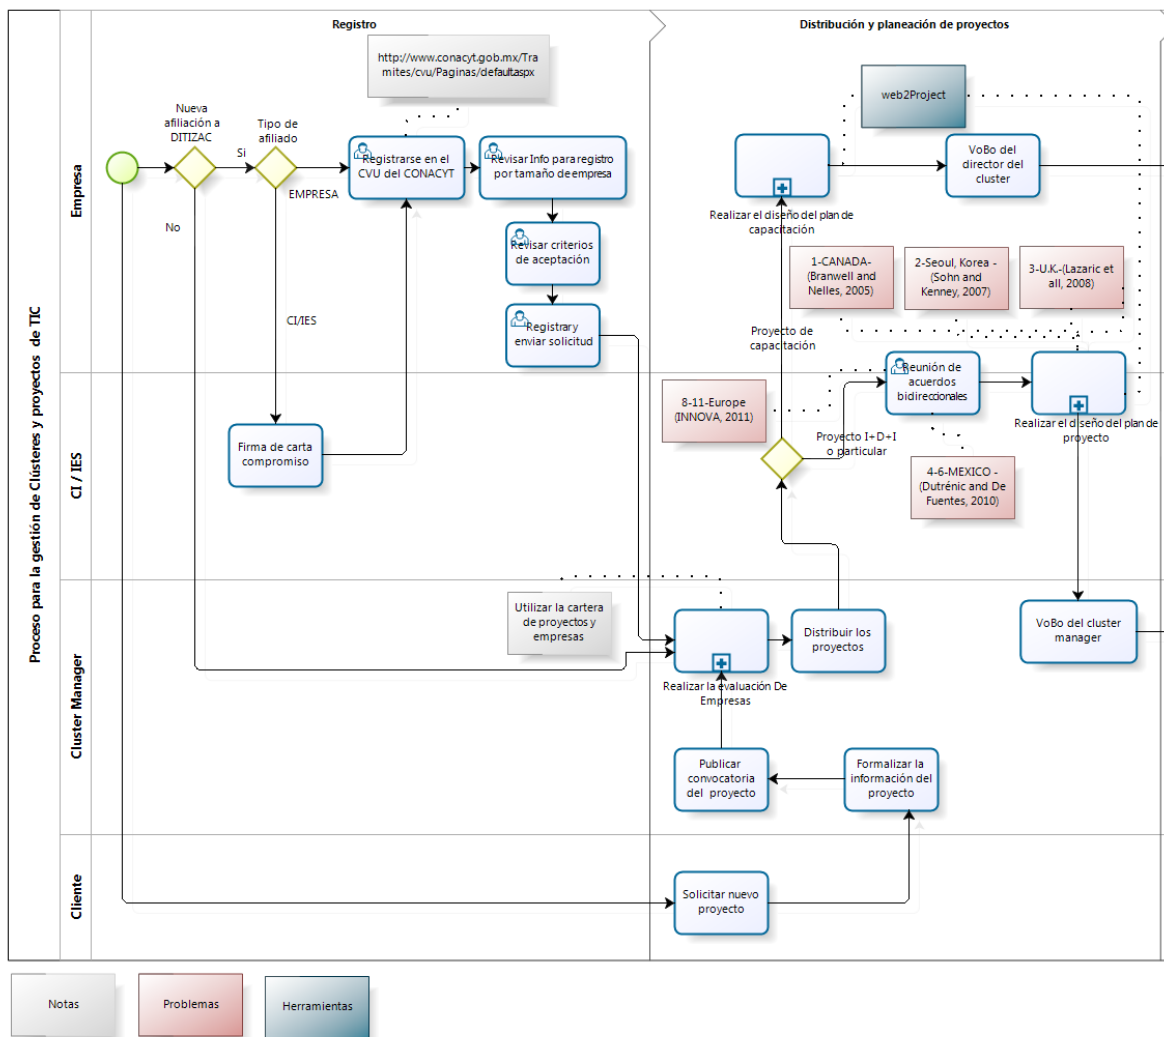 Registro
Distribución y planeación de proyectos
Proceso para la gestión de Clústeres y proyectos de TIC
Empresa
http://www.conacyt.gob.mx/Tra
mites/cvu/Paginas/default.aspx
Nueva
afiliación a
DITIZAC
Tipo de
afiliado
Si
No
EMPRESA
CI/IES
Registrarse en el
CVU del CONACYT
Revisar Info para registro
por tamaño de empresa
Revisar criterios
de aceptación
Registrar y
enviar solicitud
web2Project
VoBo del
director del
cluster
Realizar el diseño del plan de
capacitación
1-CANADA-
(Branwell and
Nelles, 2005)
2-Seoul, Korea -
(Sohn and
Kenney, 2007)
3-U.K.-(Lazaric et
all, 2008)
Proyecto de
capacitación
Reunión de
acuerdos
bidireccionales
Realizar el diseño del plan de
proyecto
CI / IES
Firma de carta
compromiso
8-11-Europe
(INNOVA, 2011)
Proyecto I+D+I
o particular
4-6-MEXICO -
(Dutrénic and De
Fuentes, 2010)
Cluster Manager
Utilizar la cartera
de proyectos y
empresas
Realizar la evaluación De
Empresas
Distribuir los
proyectos
VoBo del cluster
manager
Publicar
convocatoria
del proyecto
Formalizar la
información del
proyecto
Cliente
Solicitar nuevo
proyecto
Notas
Problemas
Herramientas